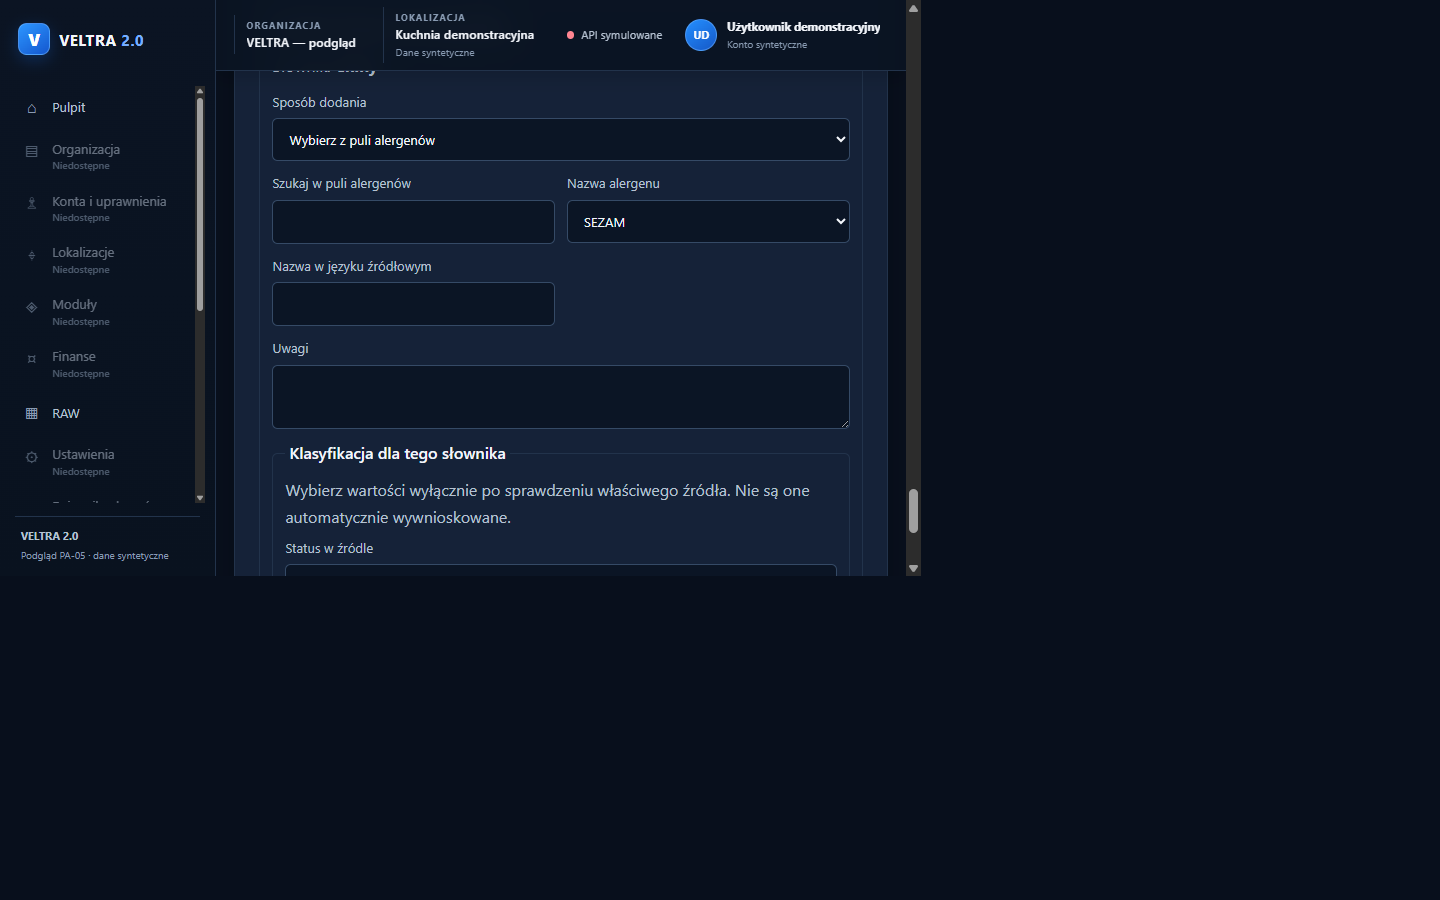 V VELTRA 2.0
ORGANIZACJA
VELTRA — podgląd
LOKALIZACJA
Kuchnia demonstracyjna
Dane syntetyczne
API symulowane
UD
Użytkownik demonstracyjny
Konto syntetyczne
Pulpit
Organizacja
Niedostępne
Konta i uprawnienia
Niedostępne
Lokalizacje
Niedostępne
Moduły
Niedostępne
Finanse
Niedostępne
RAW
Ustawienia
Niedostępne
VELTRA 2.0
Podgląd PA-05 · dane syntetyczne
Sposób dodania
Wybierz z puli alergenów
Szukaj w puli alergenów
Nazwa alergenu
SEZAM
Nazwa w języku źródłowym
Uwagi
Klasyfikacja dla tego słownika
Wybierz wartości wyłącznie po sprawdzeniu właściwego źródła. Nie są one
automatycznie wywnioskowane.
Status w źródle